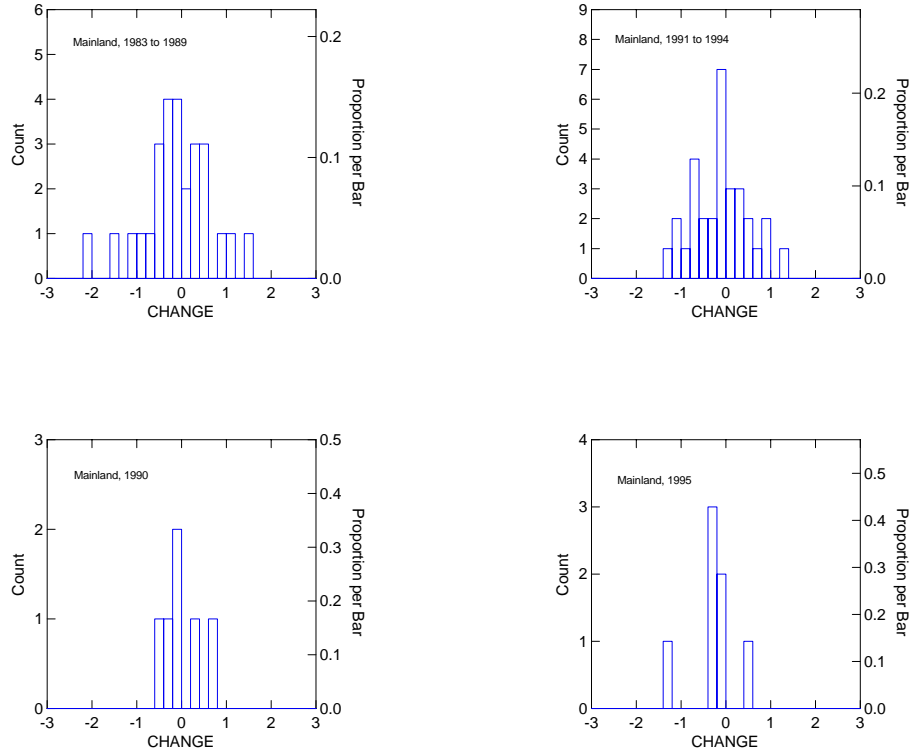 6
5
4
3
2
1
0
Count
Mainland, 1983 to 1989
0.2
0.1
0.0
Proportion per Bar
-3 -2 -1 0 1 2 3
CHANGE
9
8
7
6
5
4
3
2
1
0
Count
Mainland, 1991 to 1994
0.2
0.1
0.0
Proportion per Bar
-3 -2 -1 0 1 2 3
CHANGE
3
2
1
0
Count
Mainland, 1990
0.5
0.4
0.3
0.2
0.1
0.0
Proportion per Bar
-3 -2 -1 0 1 2 3
CHANGE
4
3
2
1
0
Count
Mainland, 1995
0.5
0.4
0.3
0.2
0.1
0.0
Proportion per Bar
-3 -2 -1 0 1 2 3
CHANGE